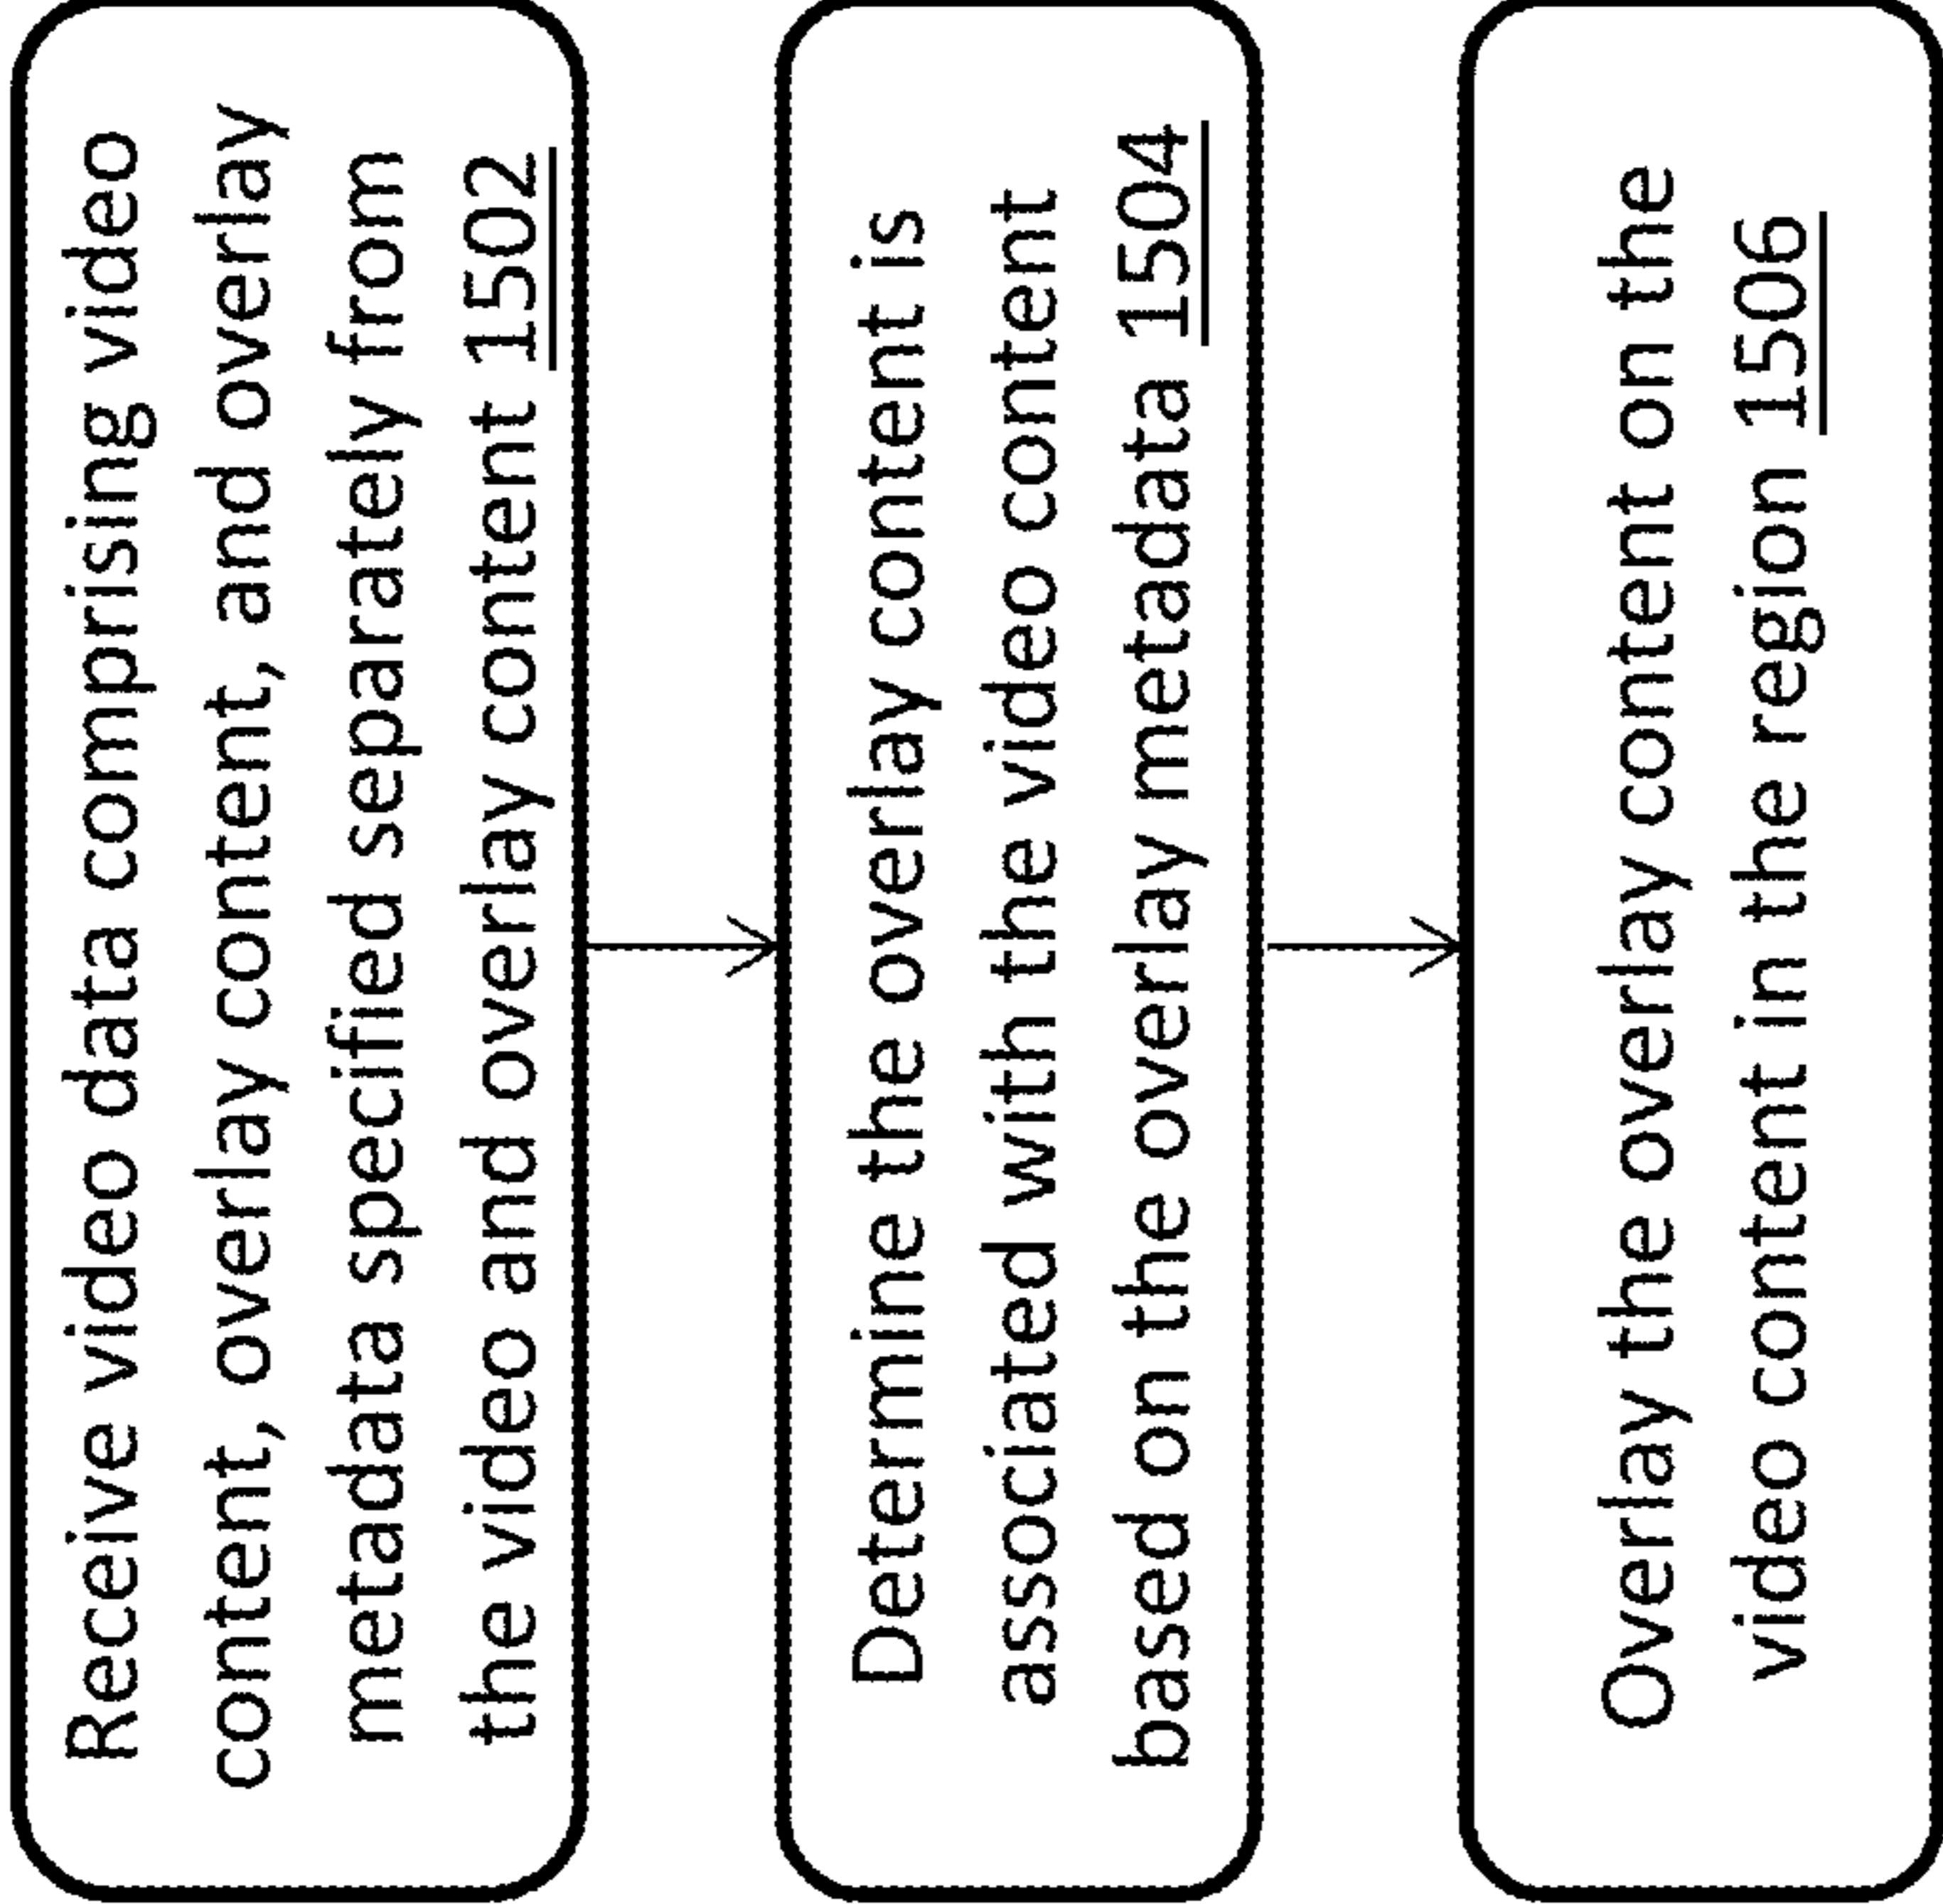 Receive video data comprising video
content, overlay content, and overlay
metadata specified separately from
the video and overlay content 1502
Determine the overlay content is
associated with the video content
based on the overlay metadata 1504
Overlay the overlay content on the
video content in the region 1506